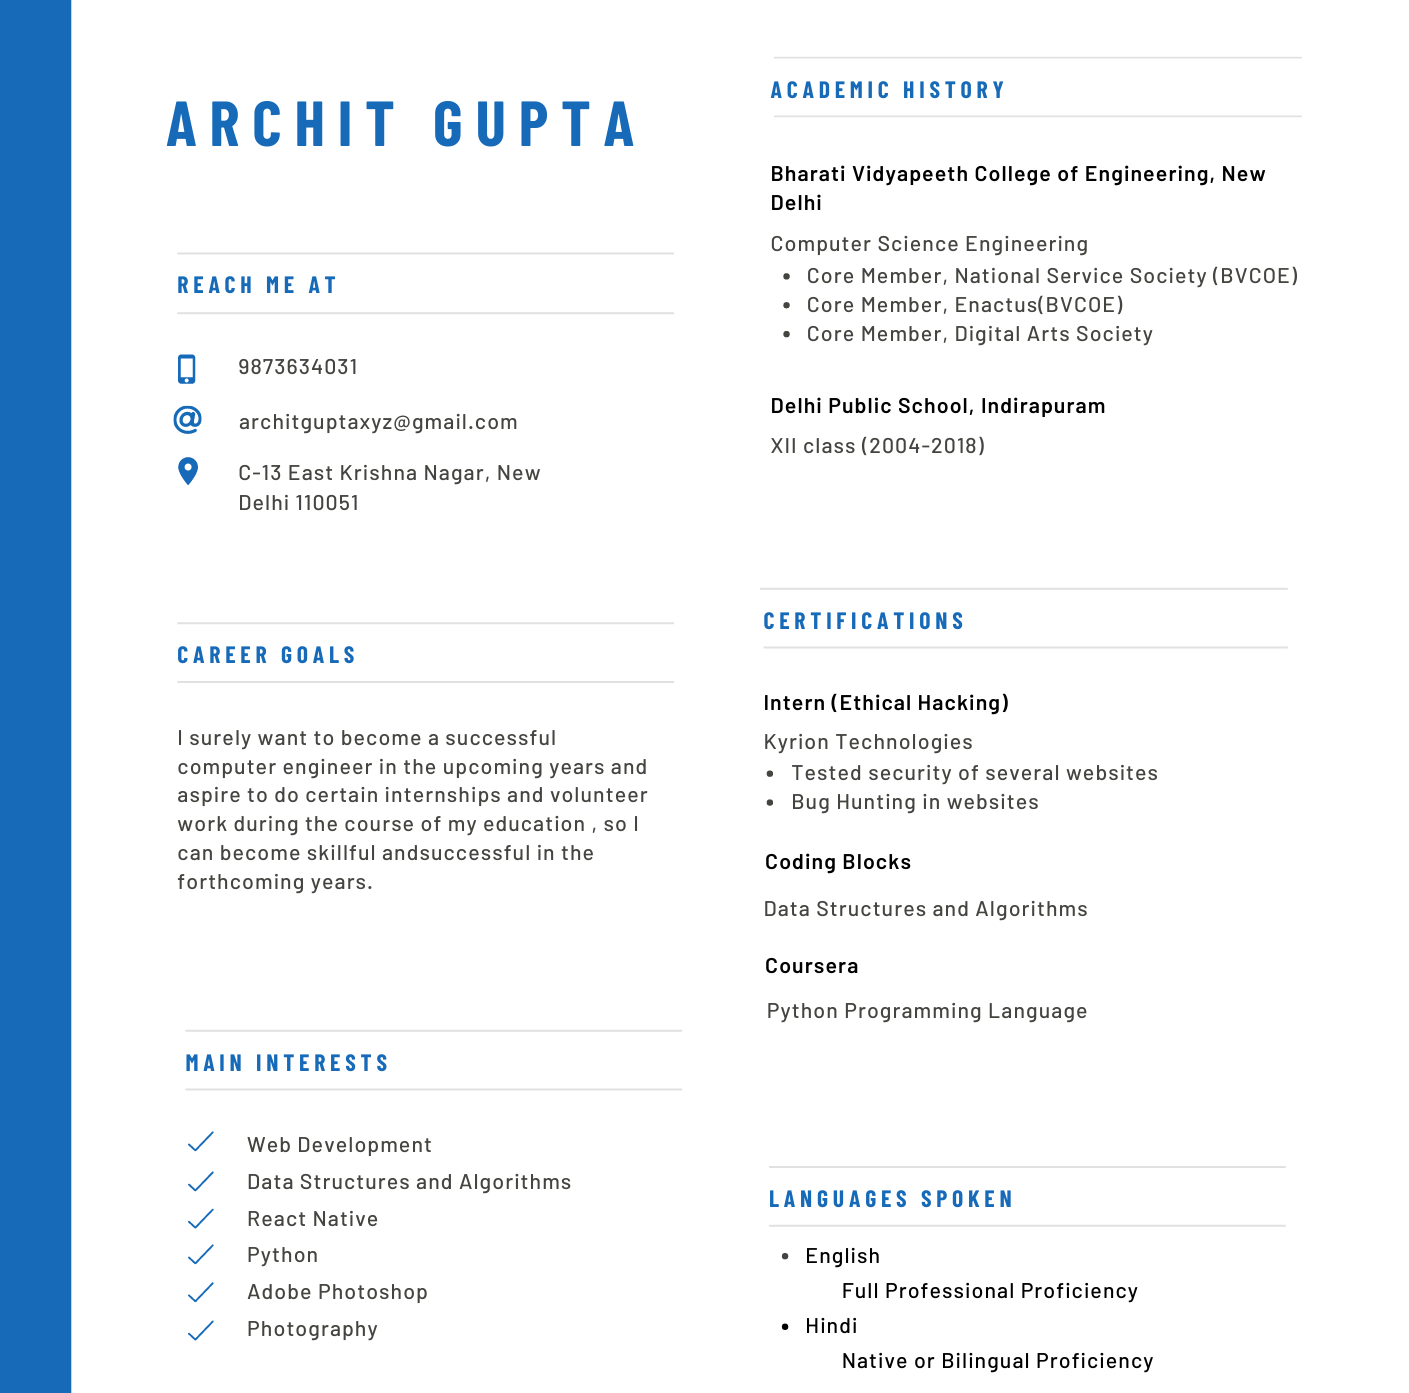 ARCHIT GUPTA
REACH ME AT
9873634031
architguptaxyz@gmail.com
C-13 East Krishna Nagar, New
Delhi 110051
CAREER GOALS
I surely want to become a successful
computer engineer in the upcoming years and
aspire to do certain internships and volunteer
work during the course of my education , so I
can become skillful andsuccessful in the
forthcoming years.
MAIN INTERESTS
Web Development
Data Structures and Algorithms
React Native
Python
Adobe Photoshop
Photography
ACADEMIC HISTORY
Bharati Vidyapeeth College of Engineering, New
Delhi
Computer Science Engineering
• Core Member, National Service Society (BVCOE)
• Core Member, Enactus(BVCOE)
• Core Member, Digital Arts Society
Delhi Public School, Indirapuram
XII class (2004-2018)
CERTIFICATIONS
Intern (Ethical Hacking)
Kyrion Technologies
• Tested security of several websites
• Bug Hunting in websites
Coding Blocks
Data Structures and Algorithms
Coursera
Python Programming Language
LANGUAGES SPOKEN
• English
Full Professional Proficiency
• Hindi
Native or Bilingual Proficiency